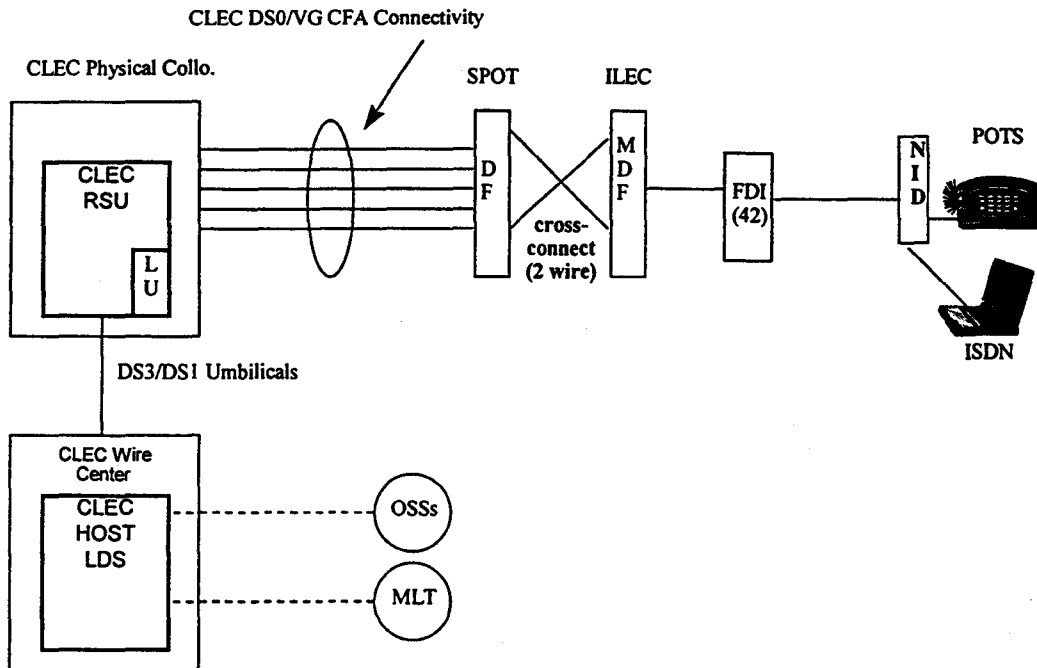 CLEC DS0/VG CFA Connectivity
CLEC Physical Collo.
SPOT
ILEC
CLEC
RSU
L
U
D
F
M
D
F
cross-
connect
(2 wire)
FDI
(42)
N
I
D
POTS
ISDN
DS3/DS1 Umbilicals
CLEC Wire
Center
CLEC
HOST
LDS
OSSs
MLT